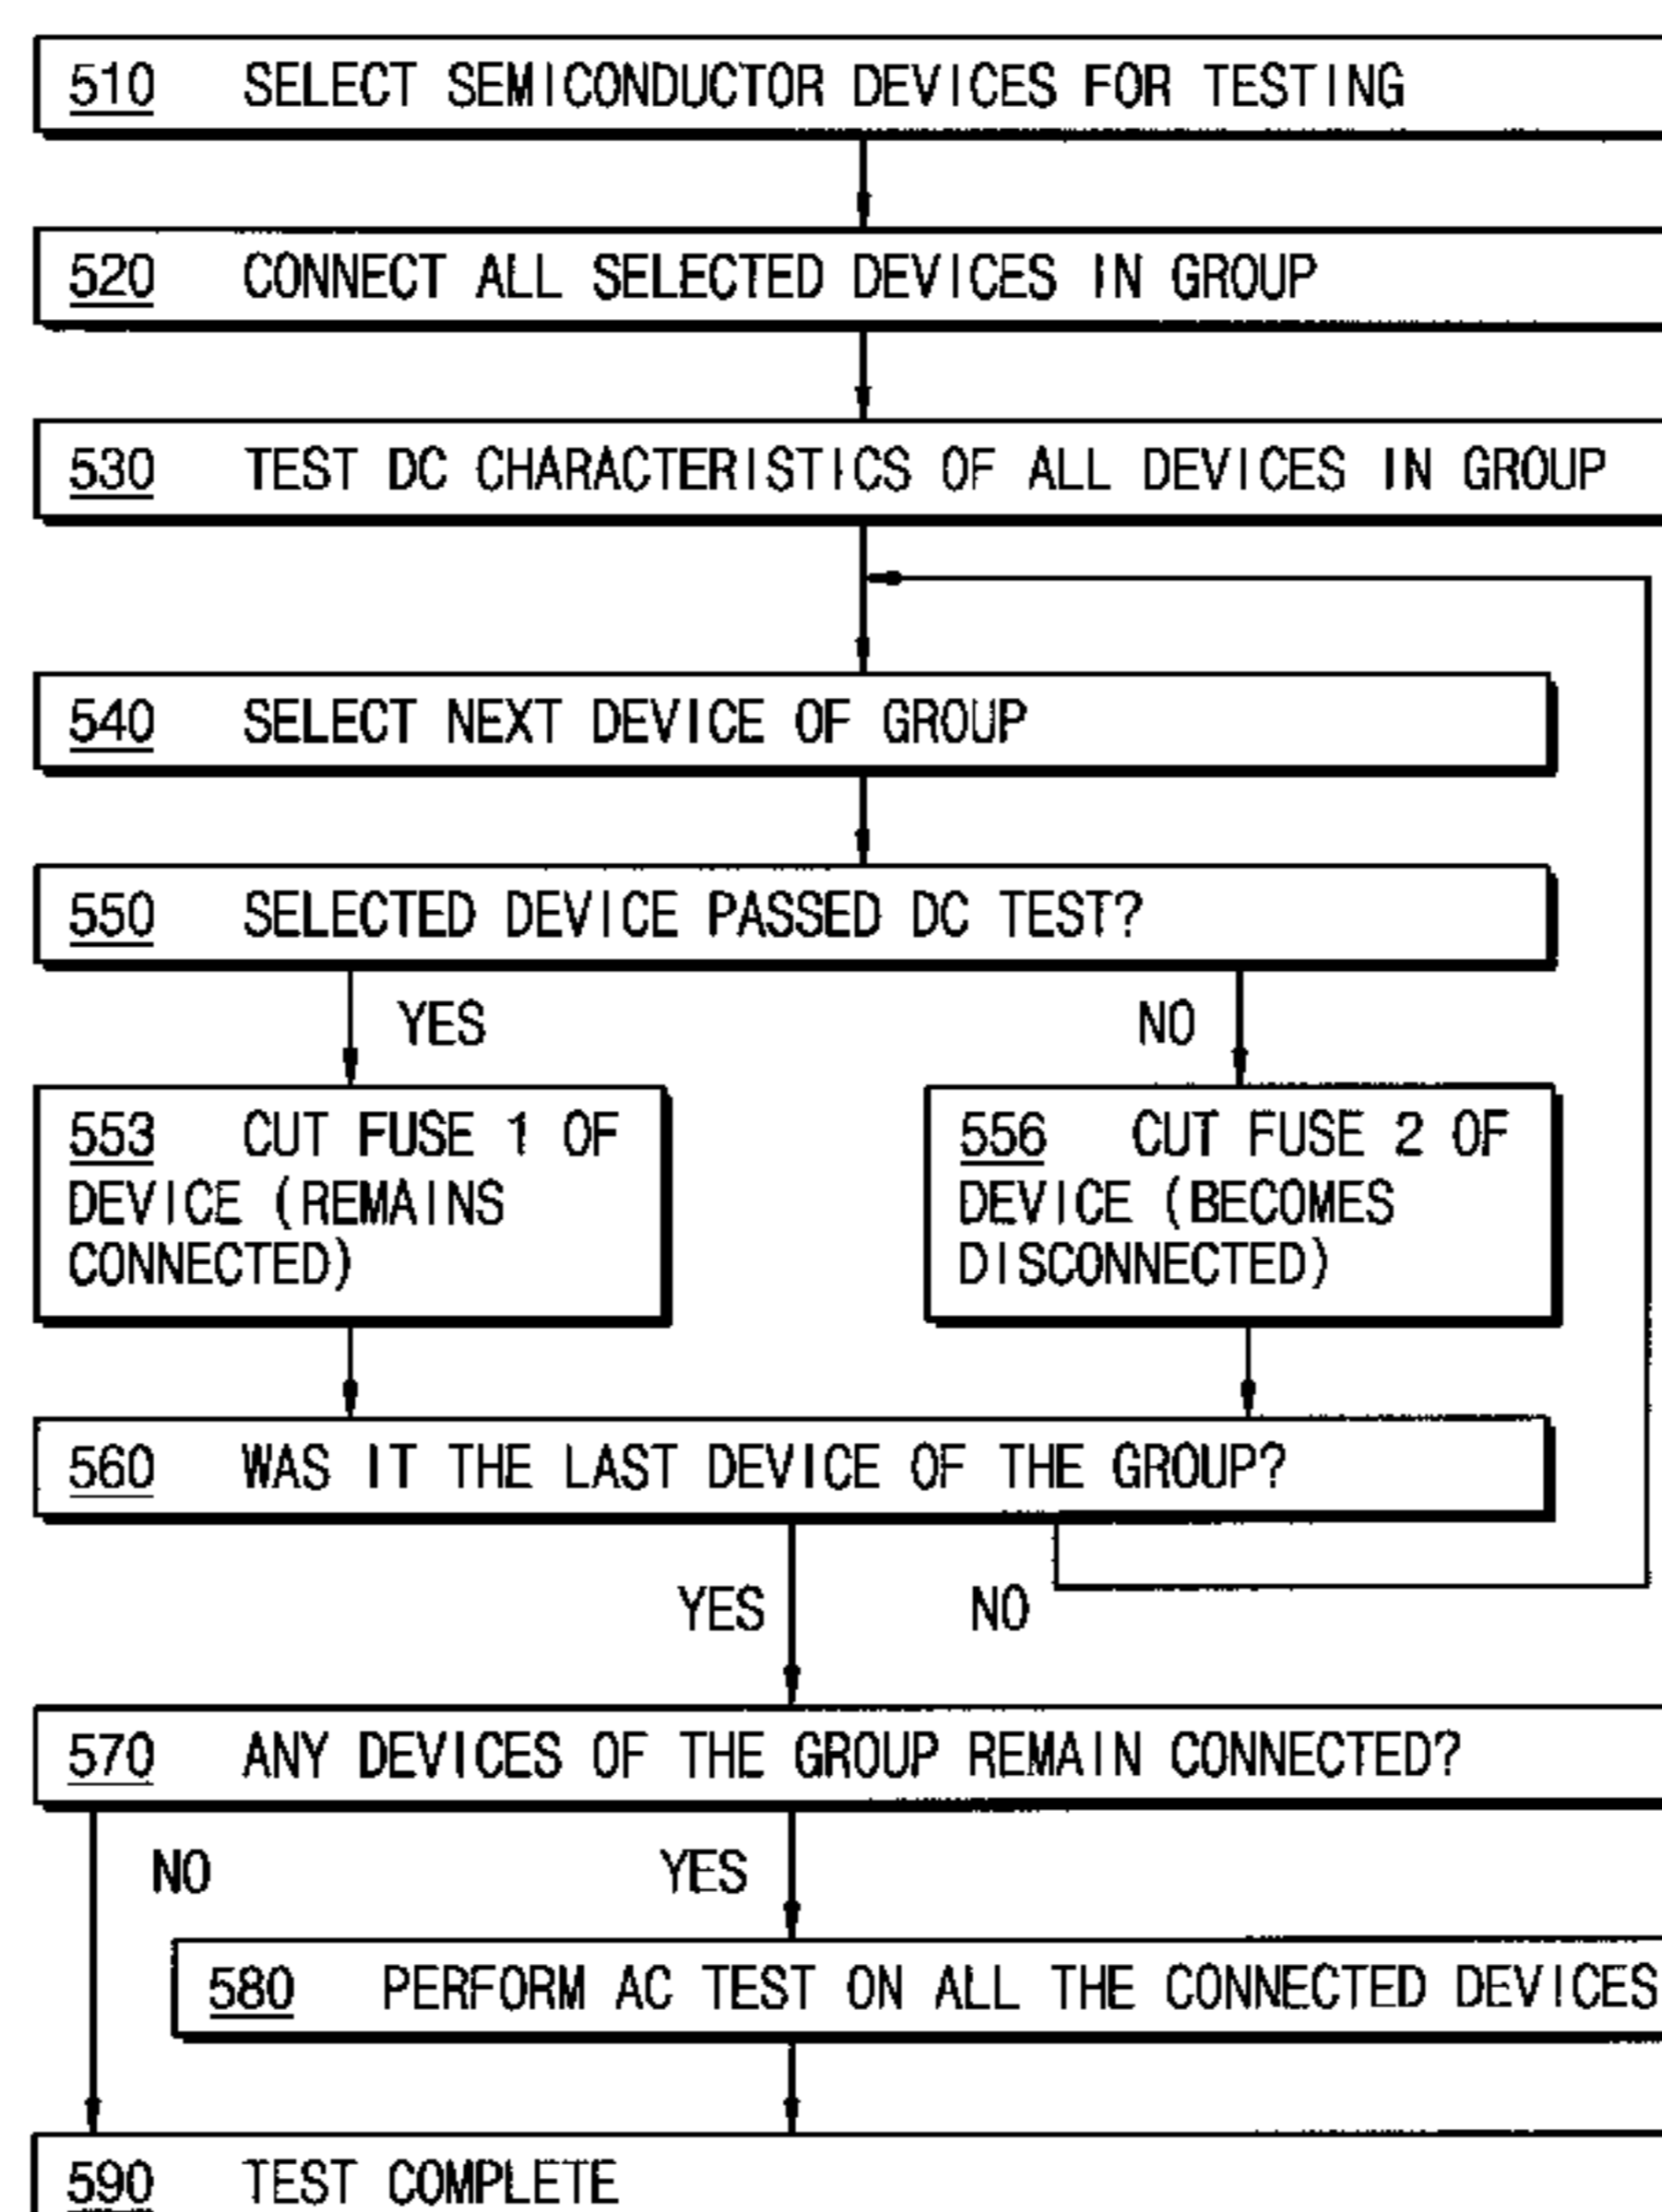 510 SELECT SEMICONDUCTOR DEVICES FOR TESTING
520 CONNECT ALL SELECTED DEVICES IN GROUP
530 TEST DC CHARACTERISTICS OF ALL DEVICES IN GROUP
540 SELECT NEXT DEVICE OF GROUP
550 SELECTED DEVICE PASSED DC TEST?
YES NO
553 CUT FUSE 1 OF
DEVICE (REMAINS
CONNECTED)
556 CUT FUSE 2 OF
DEVICE (BECOMES
DISCONNECTED)
560 WAS IT THE LAST DEVICE OF THE GROUP?
YES NO
570 ANY DEVICES OF THE GROUP REMAIN CONNECTED?
NO YES
580 PERFORM AC TEST ON ALL THE CONNECTED DEVICES
590 TEST COMPLETE